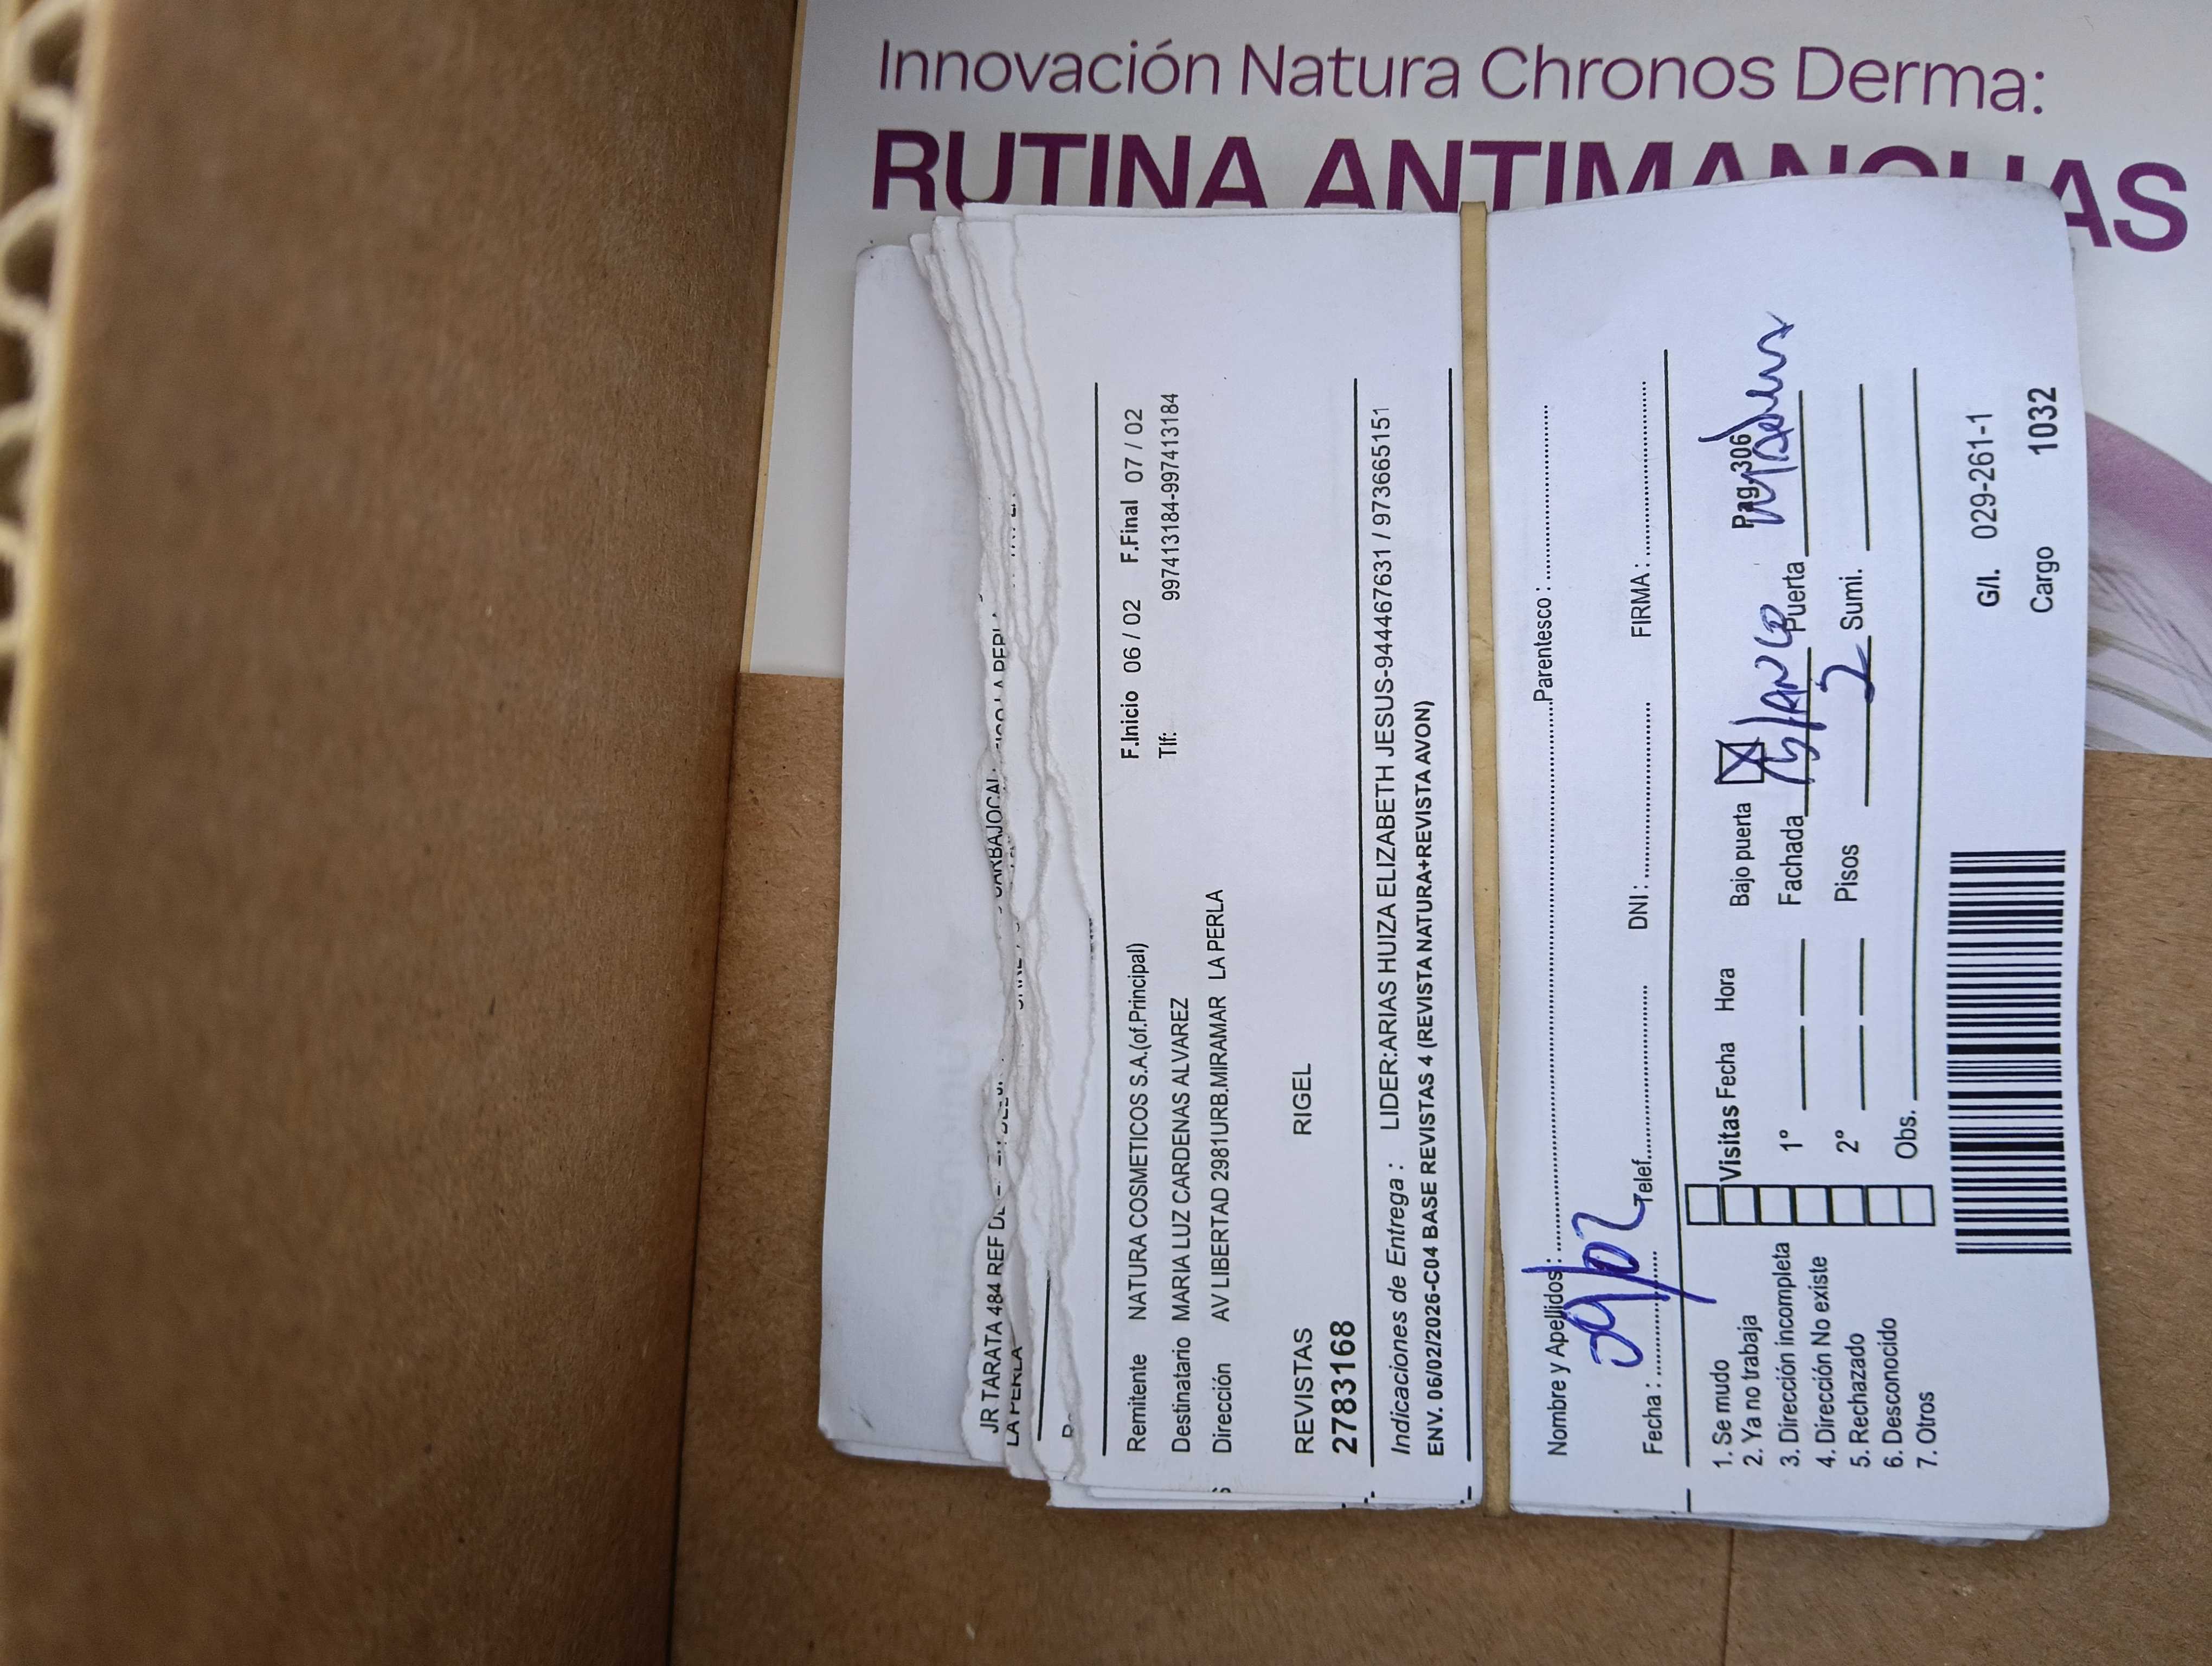 Innovación Natura Chronos Derma:
RUTINA ANTIMANCHAS
JR TARATA 484 REF
LA PERLA
F.Inicio 06 / 02 F.Final 07 / 02
Remitente NATURA COSMETICOS S.A.(of.Principal)
Tlf: 997413184-997413184
Destinatario MARIA LUZ CARDENAS ALVAREZ
Dirección AV LIBERTAD 2981URB.MIRAMAR LA PERLA
REVISTAS RIGEL
2783168
Indicaciones de Entrega : LIDER:ARIAS HUIZA ELIZABETH JESUS-944467631 / 973665151
ENV. 06/02/2026-C04 BASE REVISTAS 4 (REVISTA NATURA+REVISTA AVON)
Nombre y Apellidos : Parentesco :
Fecha : 09/02 Telef. DNI : FIRMA :
Pag.306
1. Se mudo Visitas Fecha Hora Bajo puerta X
2. Ya no trabaja
3. Dirección incompleta 1° Fachada BLANCO Puerta
4. Dirección No existe
5. Rechazado 2° Pisos 2 Sumi.
6. Desconocido
7. Otros Obs.
G/I. 029-261-1
Cargo 1032